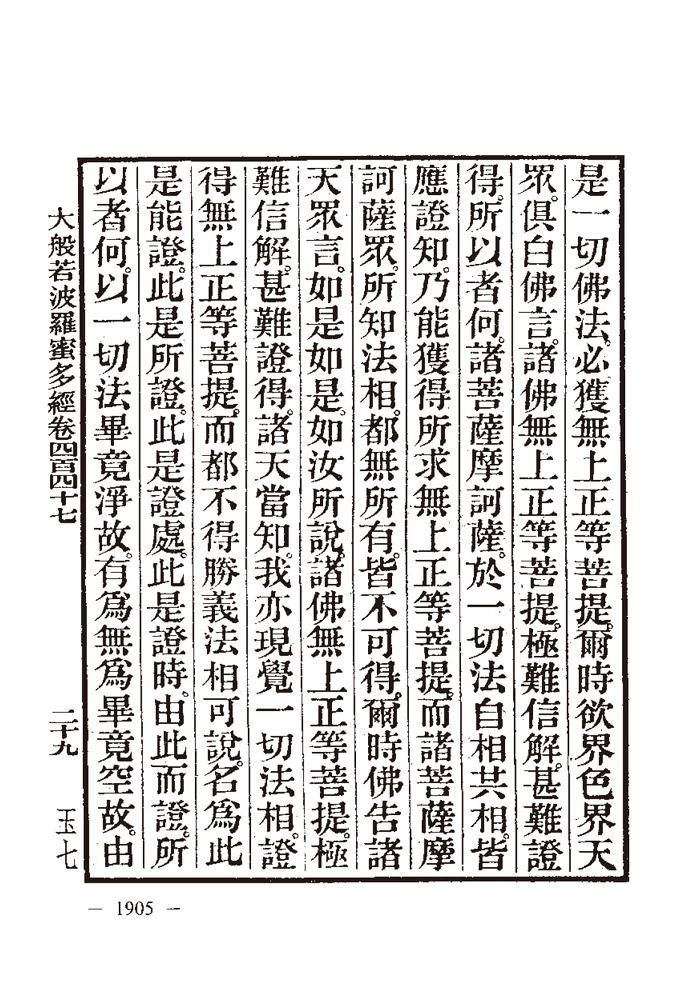 是一切佛法。必獲無上正等菩提。爾時欲界色界天
眾。俱白佛言。諸佛無上正等菩提。極難信解。甚難證
得。所以者何。諸菩薩摩訶薩。於一切法自相共相。皆
應證知。乃能獲得所求無上正等菩提。而諸菩薩摩
訶薩眾。所知法相。都無所有。皆不可得。爾時佛告諸
天眾言。如是如是。如汝所說。諸佛無上正等菩提。極
難信解。甚難證得。諸天當知。我亦現覺一切法相。證
得無上正等菩提。而都不得勝義法相可說。名為此
是能證。此是所證。此是證處。此是證時。由此而證。所
以者何。以一切法畢竟淨故。有為無為畢竟空故。由
大般若波羅蜜多經卷四百四十七
二十九
玉七
— 1905 —